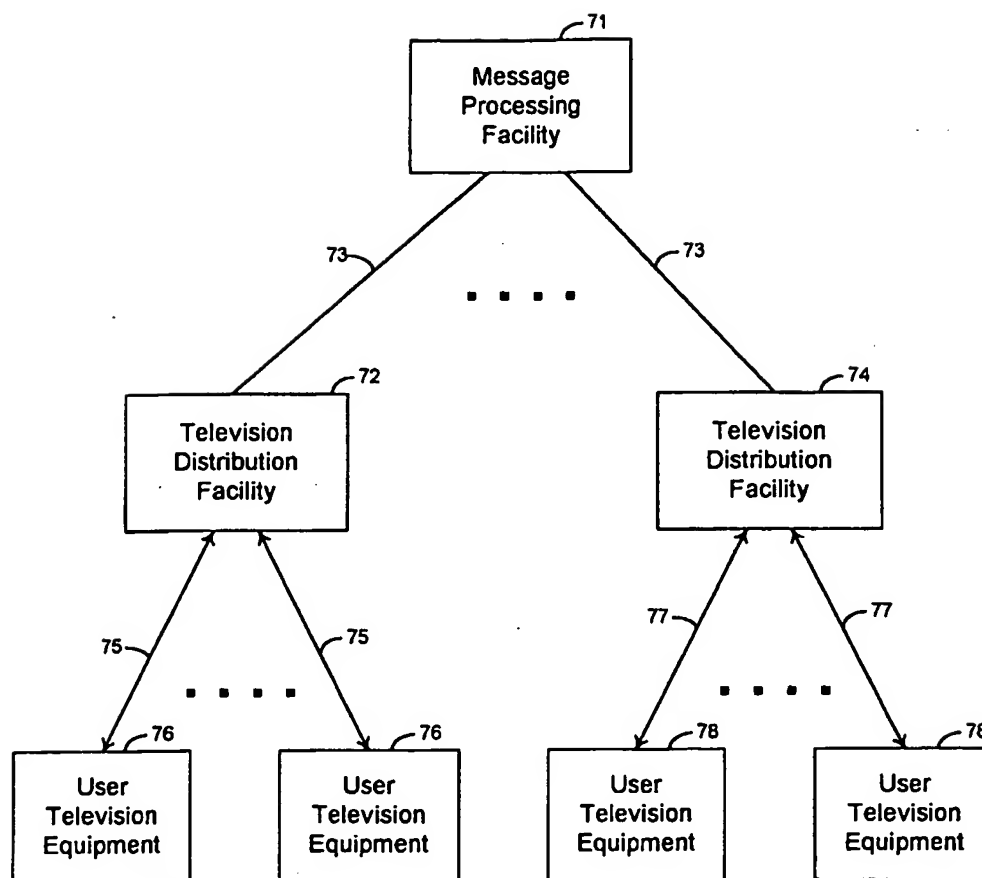 71
Message
Processing
Facility
73
73
72
74
Television
Distribution
Facility
Television
Distribution
Facility
75
75
77
77
76
76
78
78
User
Television
Equipment
User
Television
Equipment
User
Television
Equipment
User
Television
Equipment